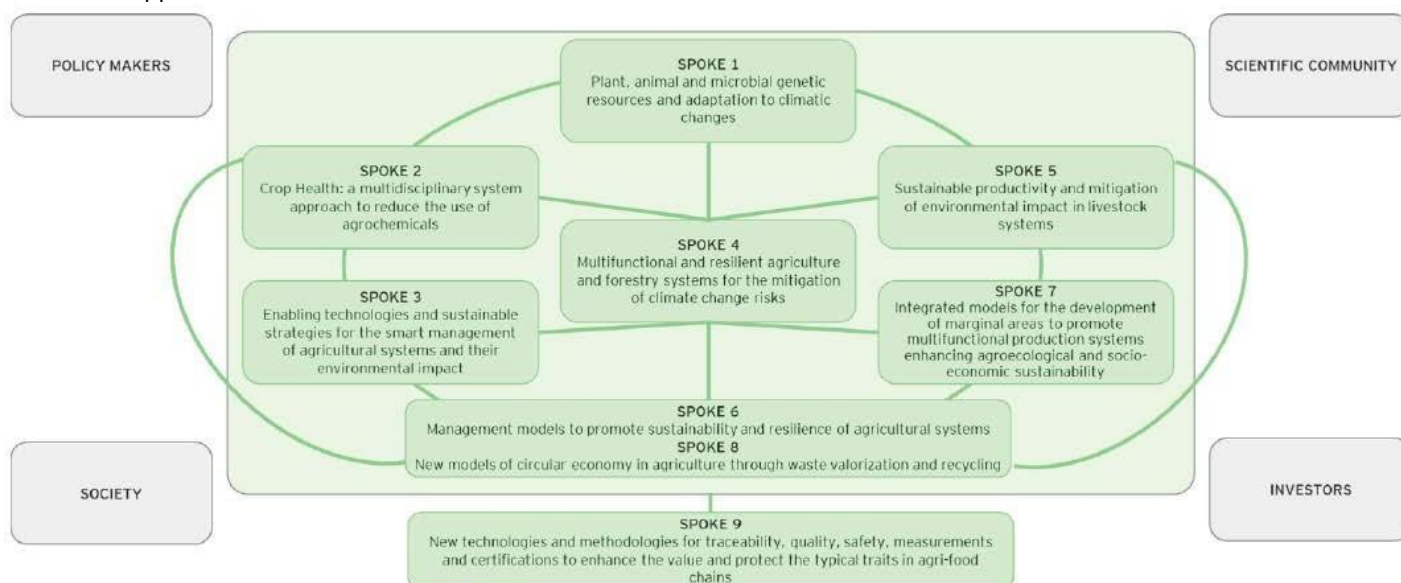 POLICY MAKERS
SCIENTIFIC COMMUNITY
SPOKE 1
Plant, animal and microbial genetic
resources and adaptation to climatic
changes
SPOKE 2
Crop Health: a multidisciplinary system
approach to reduce the use of
agrochemicals
SPOKE 5
Sustainable productivity and mitigation
of environmental impact in livestock
systems
SPOKE 4
Multifunctional and resilient agriculture
and forestry systems for the mitigation
of climate change risks
SPOKE 3
Enabling technologies and sustainable
strategies for the smart management
of agricultural systems and their
environmental impact
SPOKE 7
Integrated models for the development
of marginal areas to promote
multifunctional production systems
enhancing agroecological and socio-
economic sustainability
SPOKE 6
Management models to promote sustainability and resilience of agricultural systems
SPOKE 8
New models of circular economy in agriculture through waste valorization and recycling
SOCIETY
INVESTORS
SPOKE 9
New technologies and methodologies for traceability, quality, safety, measurements
and certifications to enhance the value and protect the typical traits in agri-food
chains